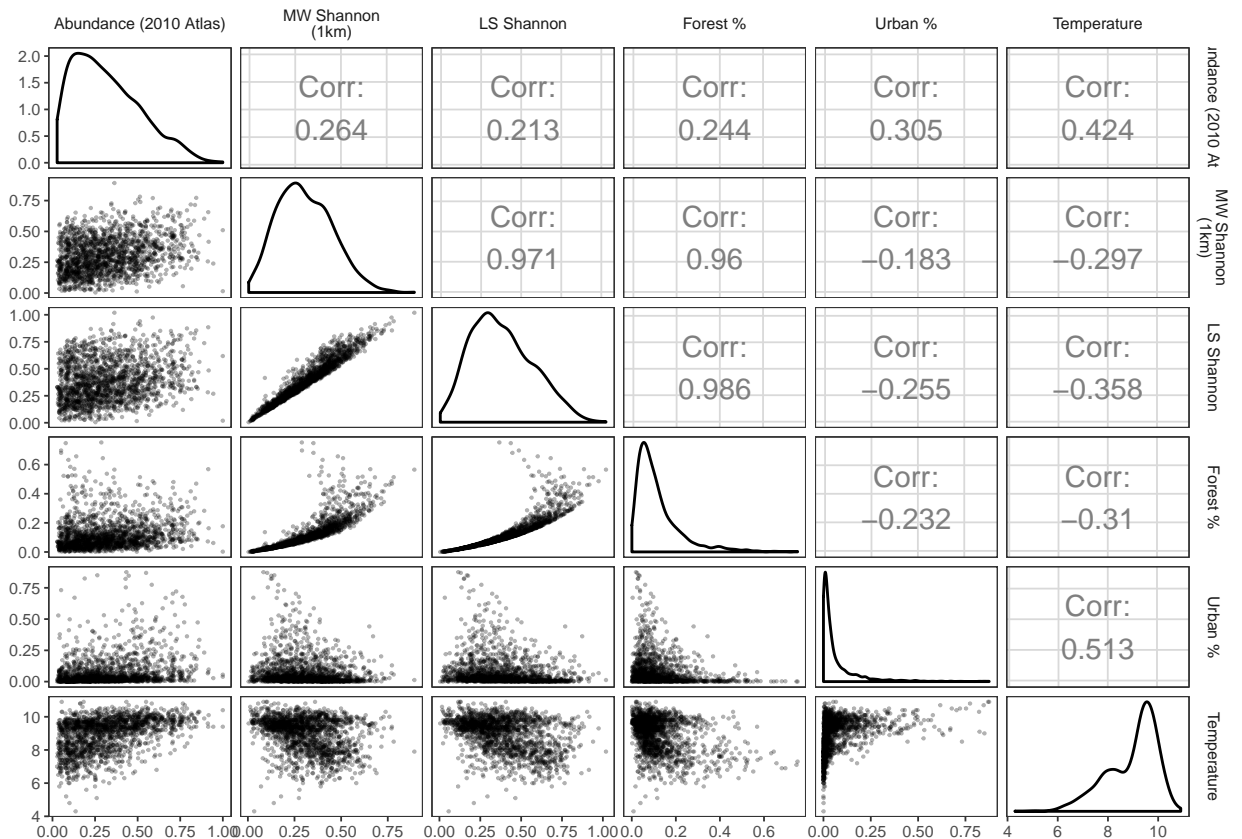 Abundance (2010 Atlas)
MW Shannon
(1km)
LS Shannon
Forest %
Urban %
Temperature
2.0
1.5
1.0
0.5
0.0
Corr:
0.264
Corr:
0.213
Corr:
0.244
Corr:
0.305
Corr:
0.424
ndance (2010 At
0.75
0.50
0.25
0.00
Corr:
0.971
Corr:
0.96
Corr:
−0.183
Corr:
−0.297
MW Shannon
(1km)
1.00
0.75
0.50
0.25
0.00
Corr:
0.986
Corr:
−0.255
Corr:
−0.358
LS Shannon
0.6
0.4
0.2
0.0
Corr:
−0.232
Corr:
−0.31
Forest %
0.75
0.50
0.25
0.00
Corr:
0.513
Urban %
10
8
6
4
Temperature
0.00 0.25 0.50 0.75 1.00
0.00 0.25 0.50 0.75
0.00 0.25 0.50 0.75 1.00
0.0 0.2 0.4 0.6
0.00 0.25 0.50 0.75
4 6 8 10